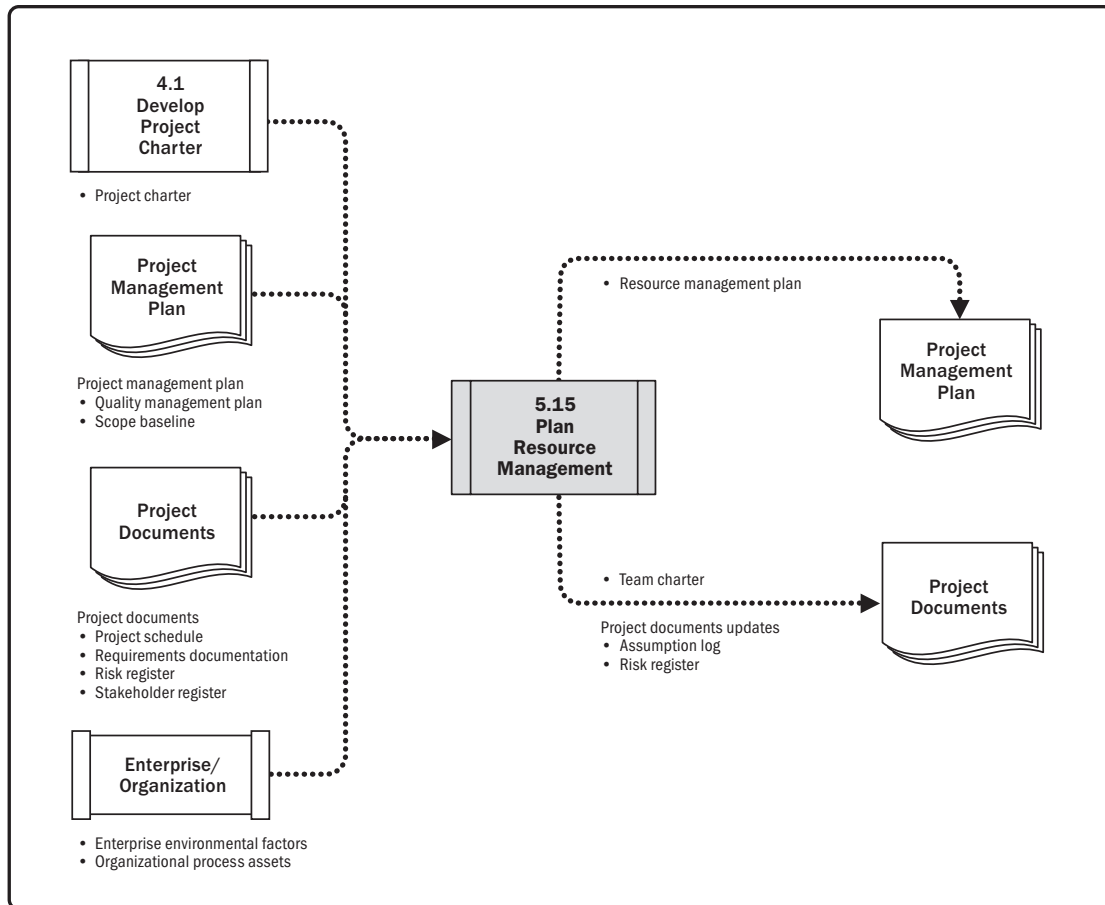 4.1
Develop
Project
Charter
• Project charter
Project
Management
Plan
Project management plan
• Quality management plan
• Scope baseline
Project
Documents
Project documents
• Project schedule
• Requirements documentation
• Risk register
• Stakeholder register
Enterprise/
Organization
• Enterprise environmental factors
• Organizational process assets
5.15
Plan
Resource
Management
• Resource management plan
Project
Management
Plan
• Team charter
Project documents updates
• Assumption log
• Risk register
Project
Documents